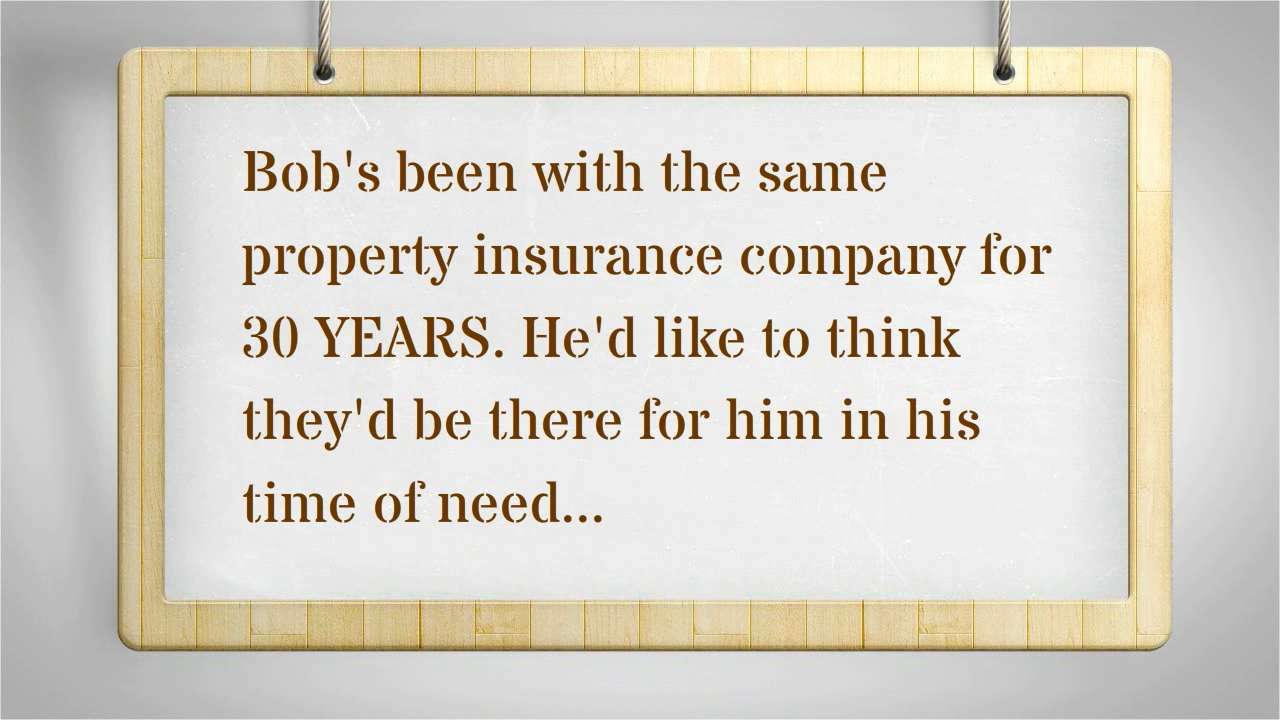 Bob's been with the same
property insurance company for
30 YEARS. He'd like to think
they'd be there for him in his
time of need...